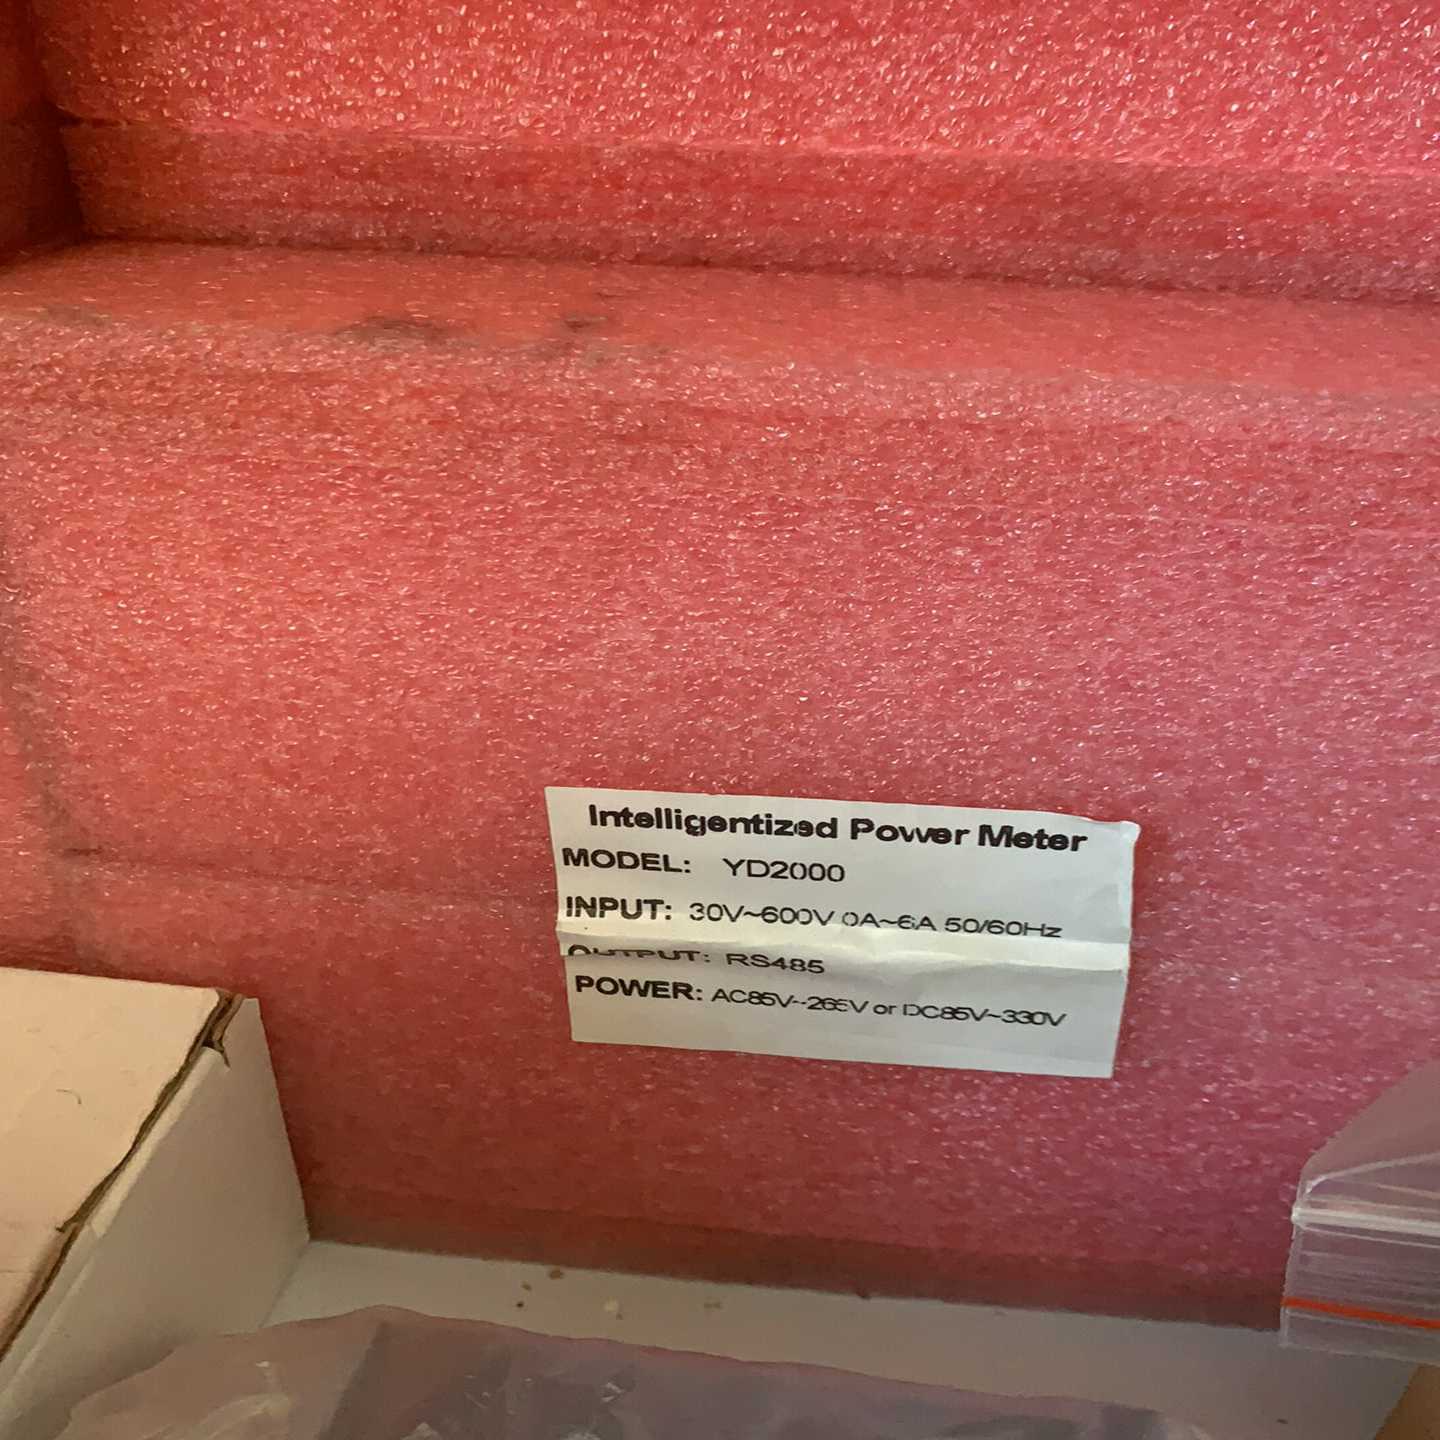 Intelligentized Power Meter
MODEL: YD2000
INPUT: 30V~600V 0A~6A 50/60Hz
OUTPUT: RS485
POWER: AC85V~265V or DC85V~330V